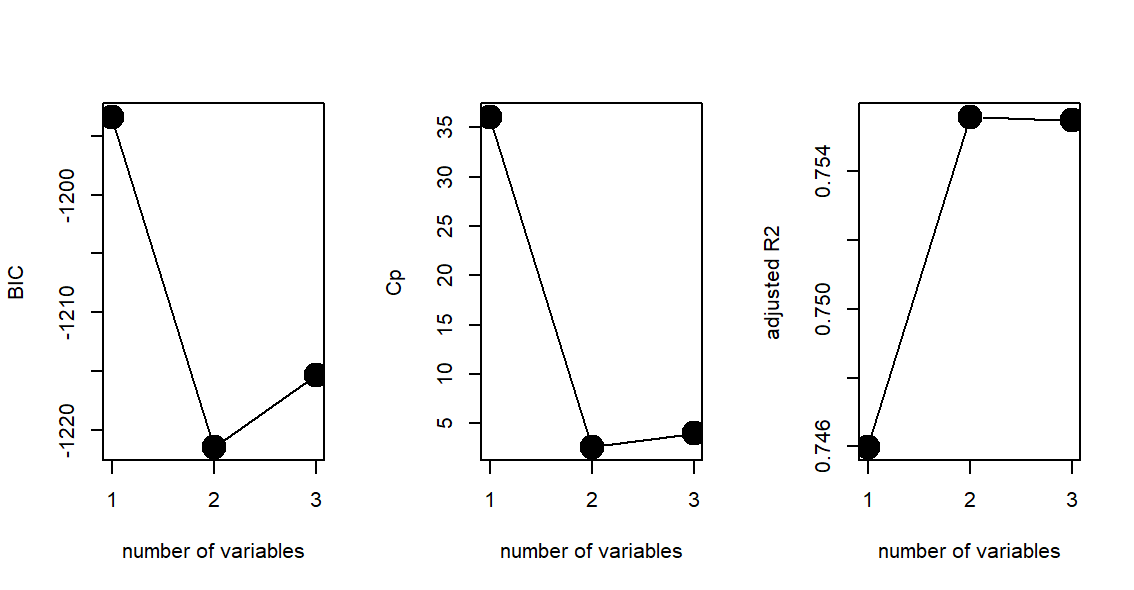 BIC
-1200
-1210
-1220
1 2 3
number of variables
Cp
35
30
25
20
15
10
5
1 2 3
number of variables
adjusted R2
0.754
0.750
0.746
1 2 3
number of variables